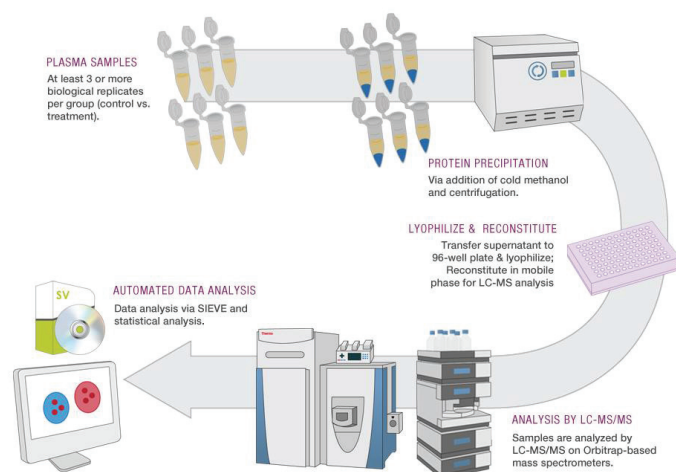 PLASMA SAMPLES
At least 3 or more
biological replicates
per group (control vs.
treatment).
PROTEIN PRECIPITATION
Via addition of cold methanol
and centrifugation.
LYOPHILIZE & RECONSTITUTE
Transfer supernatant to
96-well plate & lyophilize;
Reconstitute in mobile
phase for LC-MS analysis
AUTOMATED DATA ANALYSIS
Data analysis via SIEVE and
statistical analysis.
SV
Thermo
ANALYSIS BY LC-MS/MS
Samples are analyzed by
LC-MS/MS on Orbitrap-based
mass spectrometers.